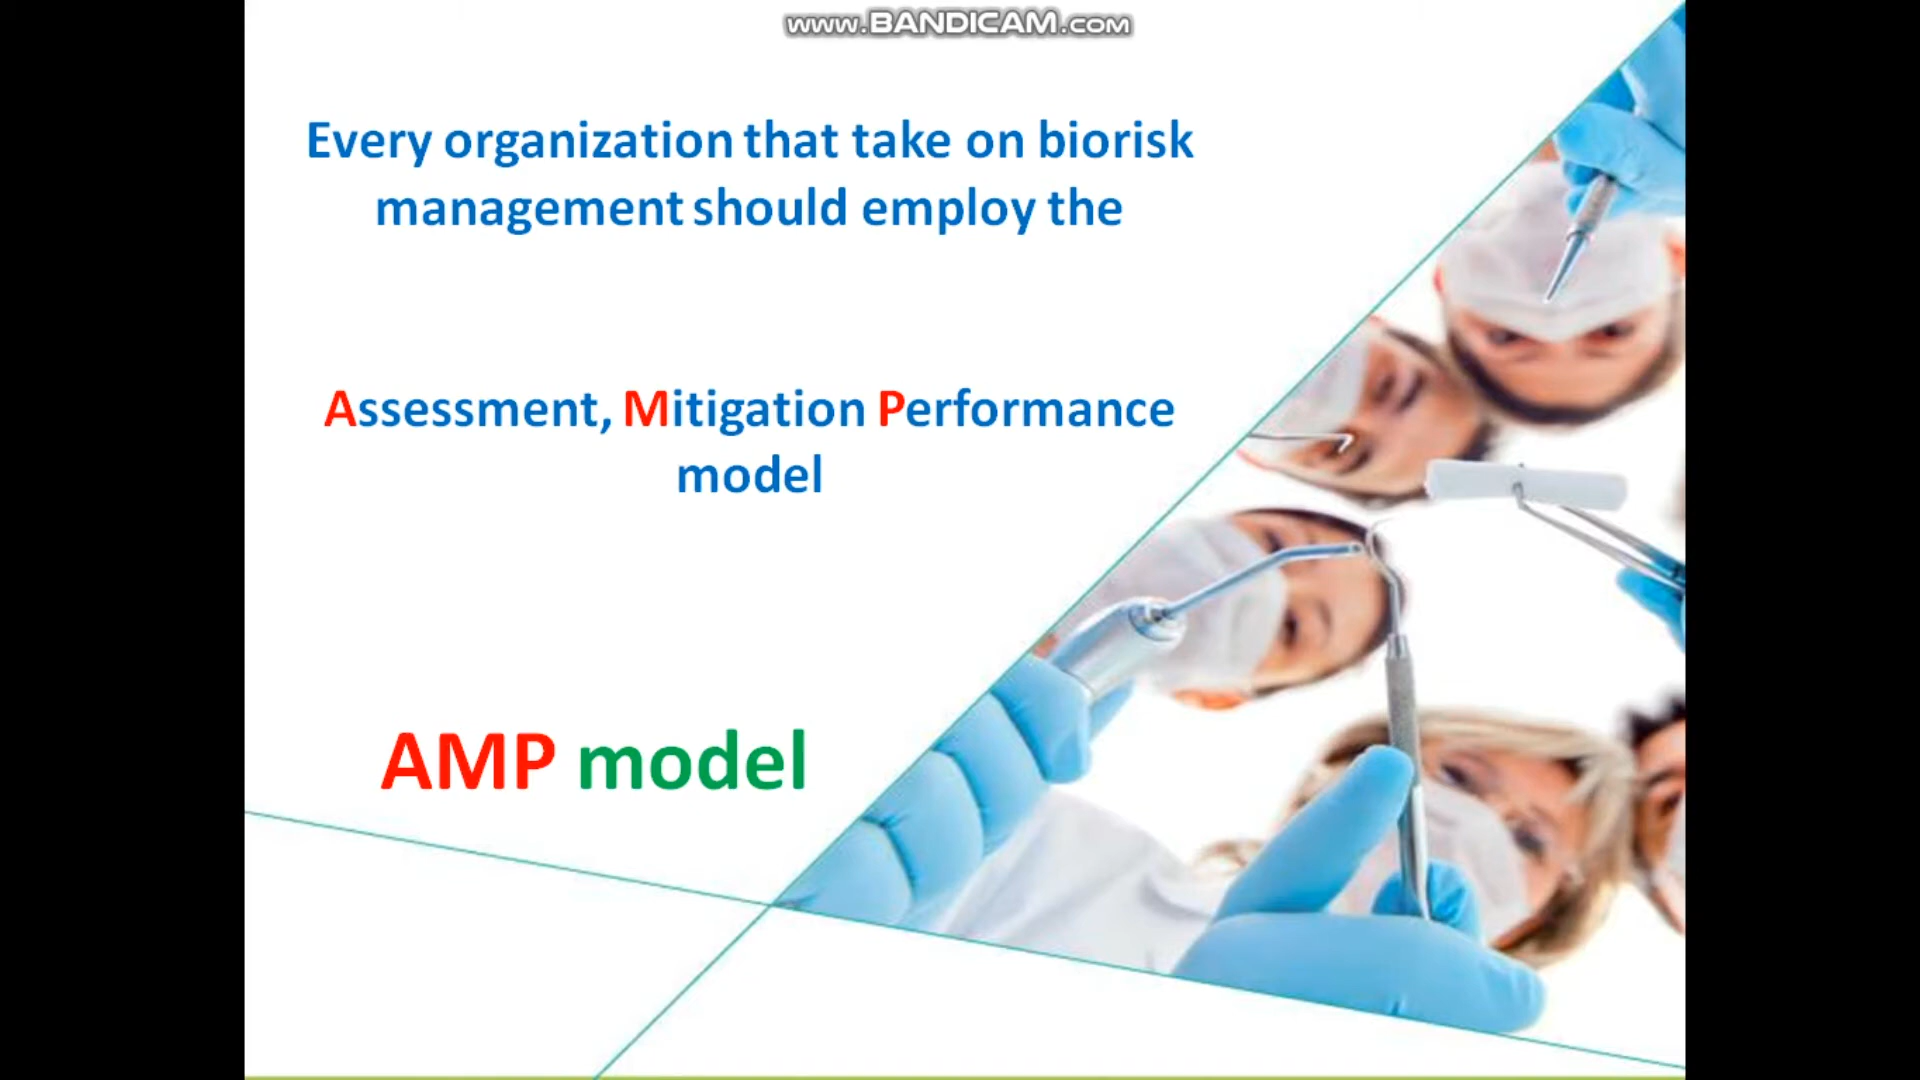 www.BANDICAM.com
Every organization that take on biorisk
management should employ the
Assessment, Mitigation Performance
model
AMP model